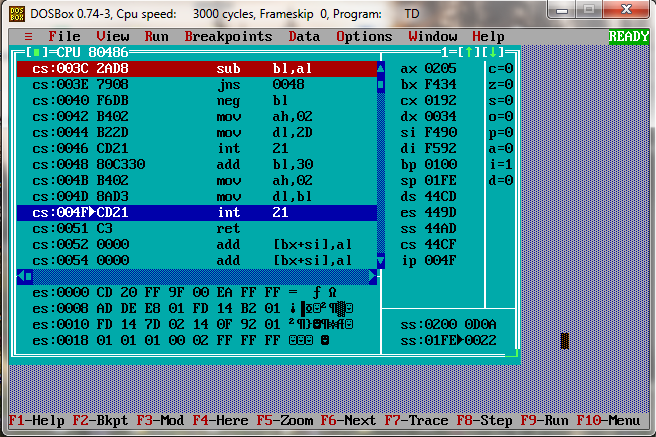 DOSBox 0.74-3, Cpu speed: 3000 cycles, Frameskip 0, Program: TD
≡ File View Run Breakpoints Data Options Window Help READY
[■]=CPU 80486 1=[↑][↓]
cs:003C 2AD8 sub bl,al ax 0205 c=0
cs:003E 7908 jns 0048 bx F434 z=0
cs:0040 F6DB neg bl cx 0192 s=0
cs:0042 B402 mov ah,02 dx 0034 o=0
cs:0044 B22D mov dl,2D si F490 p=0
cs:0046 CD21 int 21 di F592 a=0
cs:0048 80C330 add bl,30 bp 0100 i=1
cs:004B B402 mov ah,02 sp 01FE d=0
cs:004D 8AD3 mov dl,bl ds 44CD
cs:004F►CD21 int 21 es 449D
cs:0051 C3 ret ss 44AD
cs:0052 0000 add [bx+si],al cs 44CF
cs:0054 0000 add [bx+si],al ip 004F
es:0000 CD 20 FF 9F 00 EA FF FF = ƒ Ω
es:0008 AD DE E8 01 FD 14 B2 01
es:0010 FD 14 7D 02 14 0F 92 01 ss:0200 0D0A
es:0018 01 01 01 00 02 FF FF FF ss:01FE►0022
F1-Help F2-Bkpt F3-Mod F4-Here F5-Zoom F6-Next F7-Trace F8-Step F9-Run F10-Menu